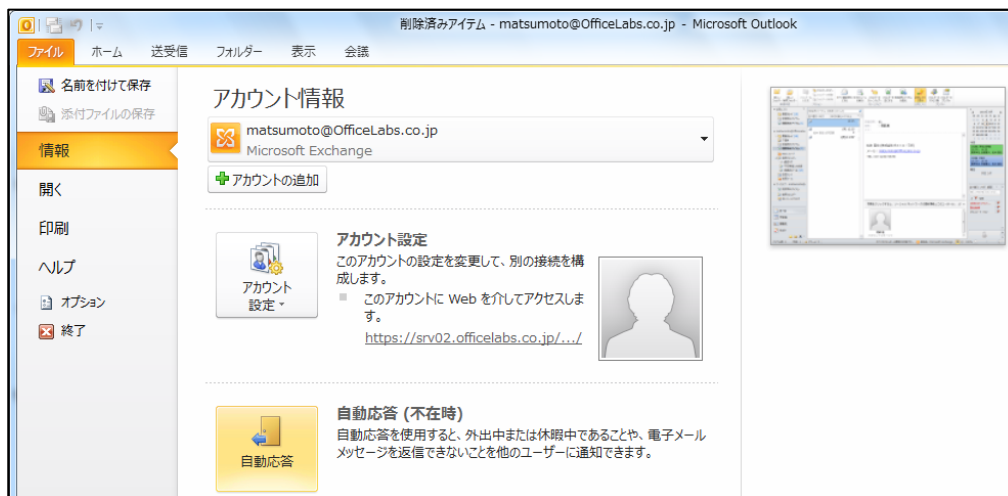 削除済みアイテム - matsumoto@OfficeLabs.co.jp - Microsoft Outlook
ファイル ホーム 送受信 フォルダー 表示 会議
名前を付けて保存
添付ファイルの保存
情報
開く
印刷
ヘルプ
オプション
終了
アカウント情報
matsumoto@OfficeLabs.co.jp
Microsoft Exchange
アカウントの追加
アカウント
設定
アカウント設定
このアカウントの設定を変更して、別の接続を構
成します。
このアカウントに Web を介してアクセスしま
す。
https://srv02.officelabs.co.jp/.../
自動応答
自動応答 (不在時)
自動応答を使用すると、外出中または休暇中であることや、電子メール
メッセージを返信できないことを他のユーザーに通知できます。